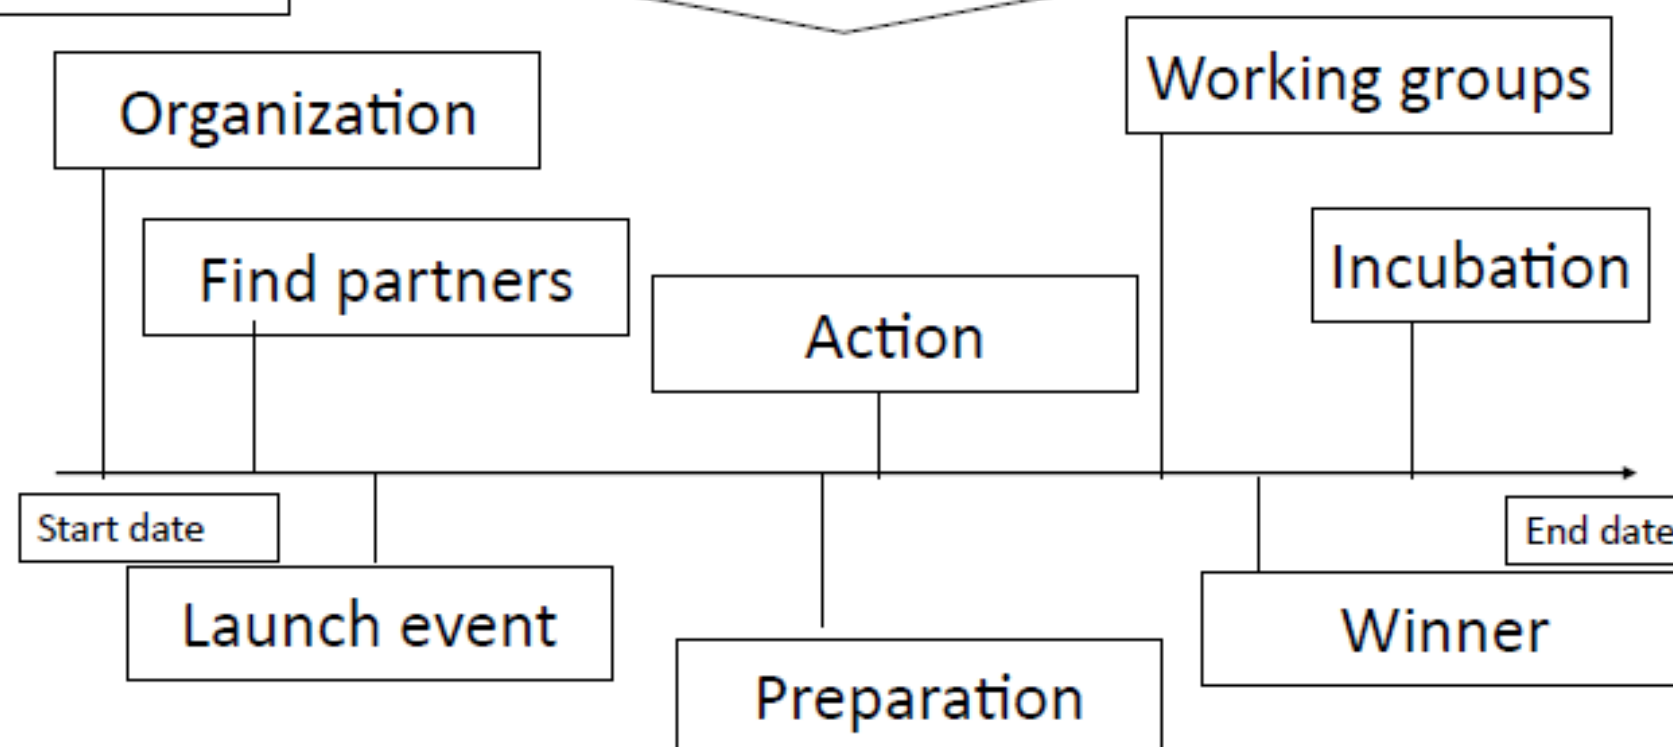 Organization
Working groups
Find partners
Incubation
Action
Start date
End date
Launch event
Winner
Preparation